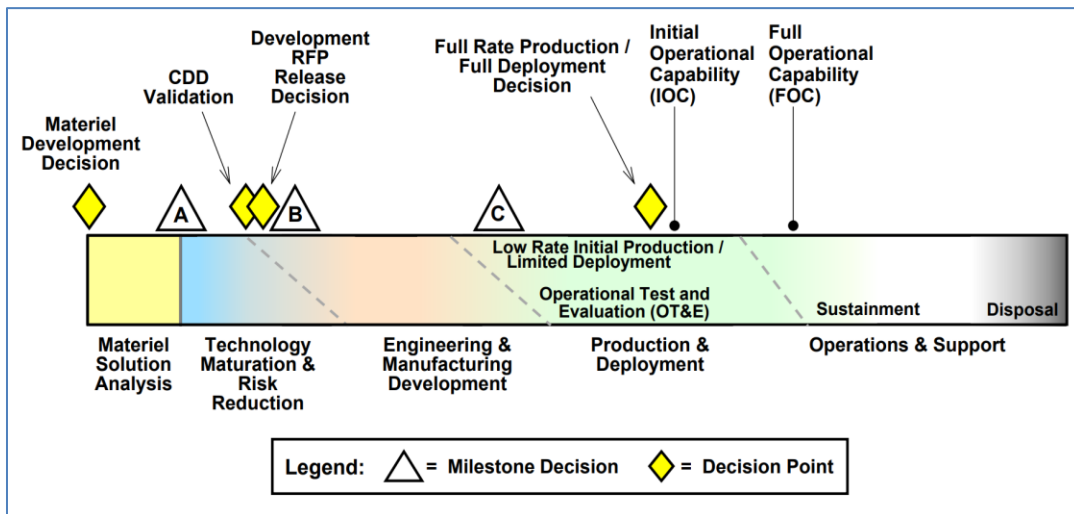 Materiel
Development
Decision
CDD
Validation
Development
RFP
Release
Decision
Full Rate Production /
Full Deployment
Decision
Initial
Operational
Capability
(IOC)
Full
Operational
Capability
(FOC)
A
B
C
Low Rate Initial Production /
Limited Deployment
Operational Test and
Evaluation (OT&E)
Sustainment
Disposal
Materiel
Solution
Analysis
Technology
Maturation &
Risk
Reduction
Engineering &
Manufacturing
Development
Production &
Deployment
Operations & Support
Legend: = Milestone Decision = Decision Point